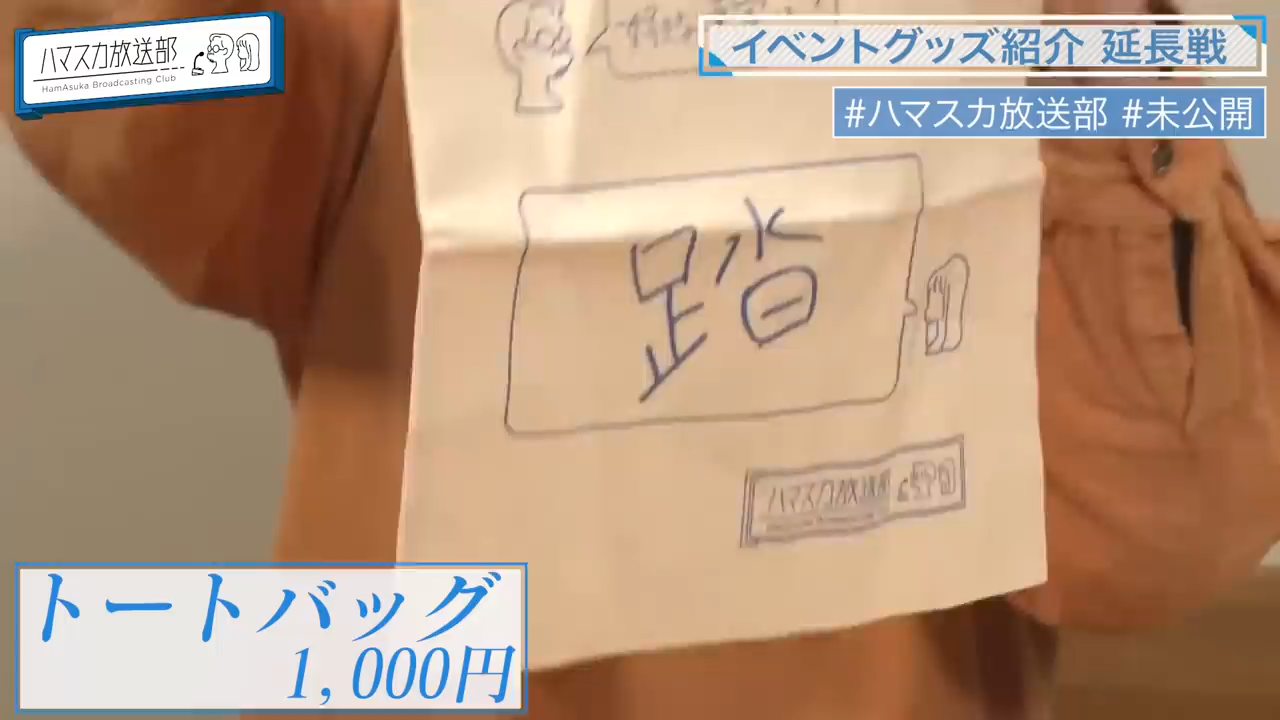 ハマスカ放送部
HamAsuka Broadcasting Club
イベントグッズ紹介 延長戦
#ハマスカ放送部 #未公開
踏
ハマスカ放送部
トートバッグ
1,000円